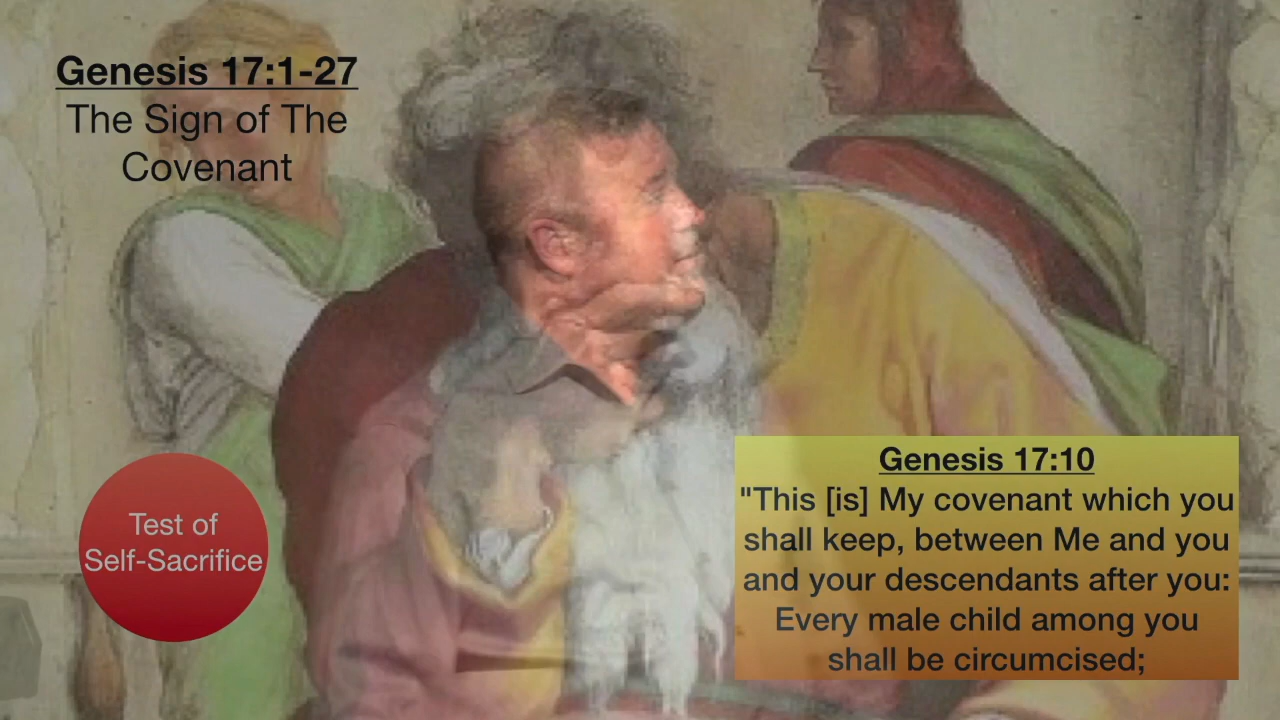 Genesis 17:1-27
The Sign of The
Covenant
Test of
Self-Sacrifice
Genesis 17:10
"This [is] My covenant which you
shall keep, between Me and you
and your descendants after you:
Every male child among you
shall be circumcised;